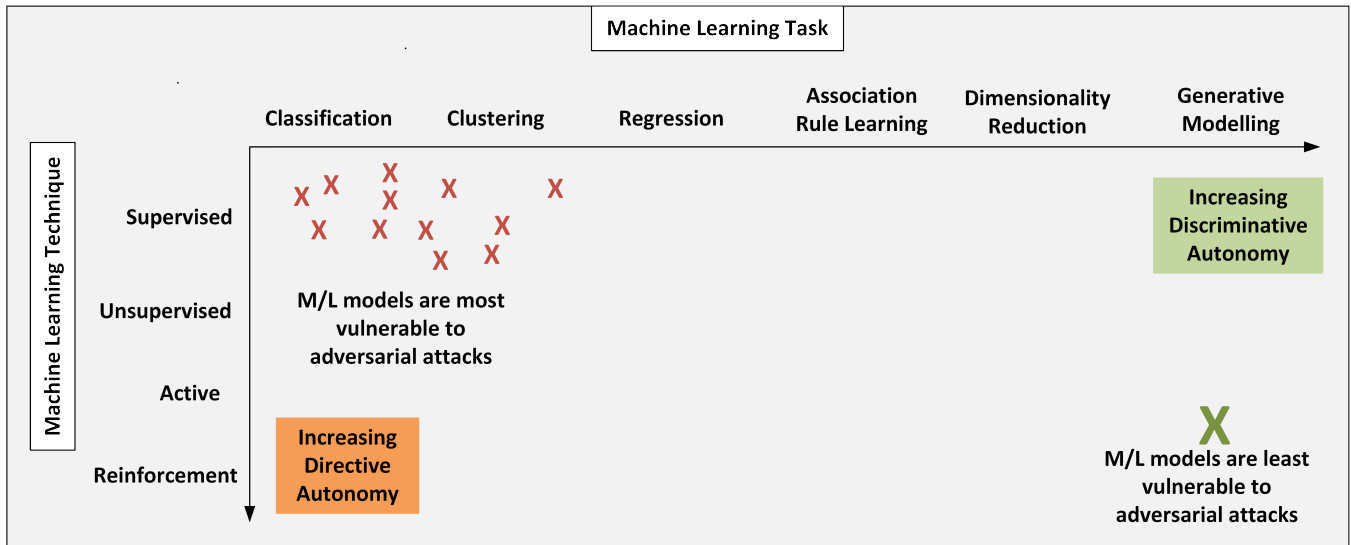 Machine Learning Task
Classification
Clustering
Regression
Association
Rule Learning
Dimensionality
Reduction
Generative
Modelling
Machine Learning Technique
Supervised
Unsupervised
Active
Reinforcement
X X X X X X X X X X X X
M/L models are most
vulnerable to
adversarial attacks
Increasing
Discriminative
Autonomy
Increasing
Directive
Autonomy
X
M/L models are least
vulnerable to
adversarial attacks